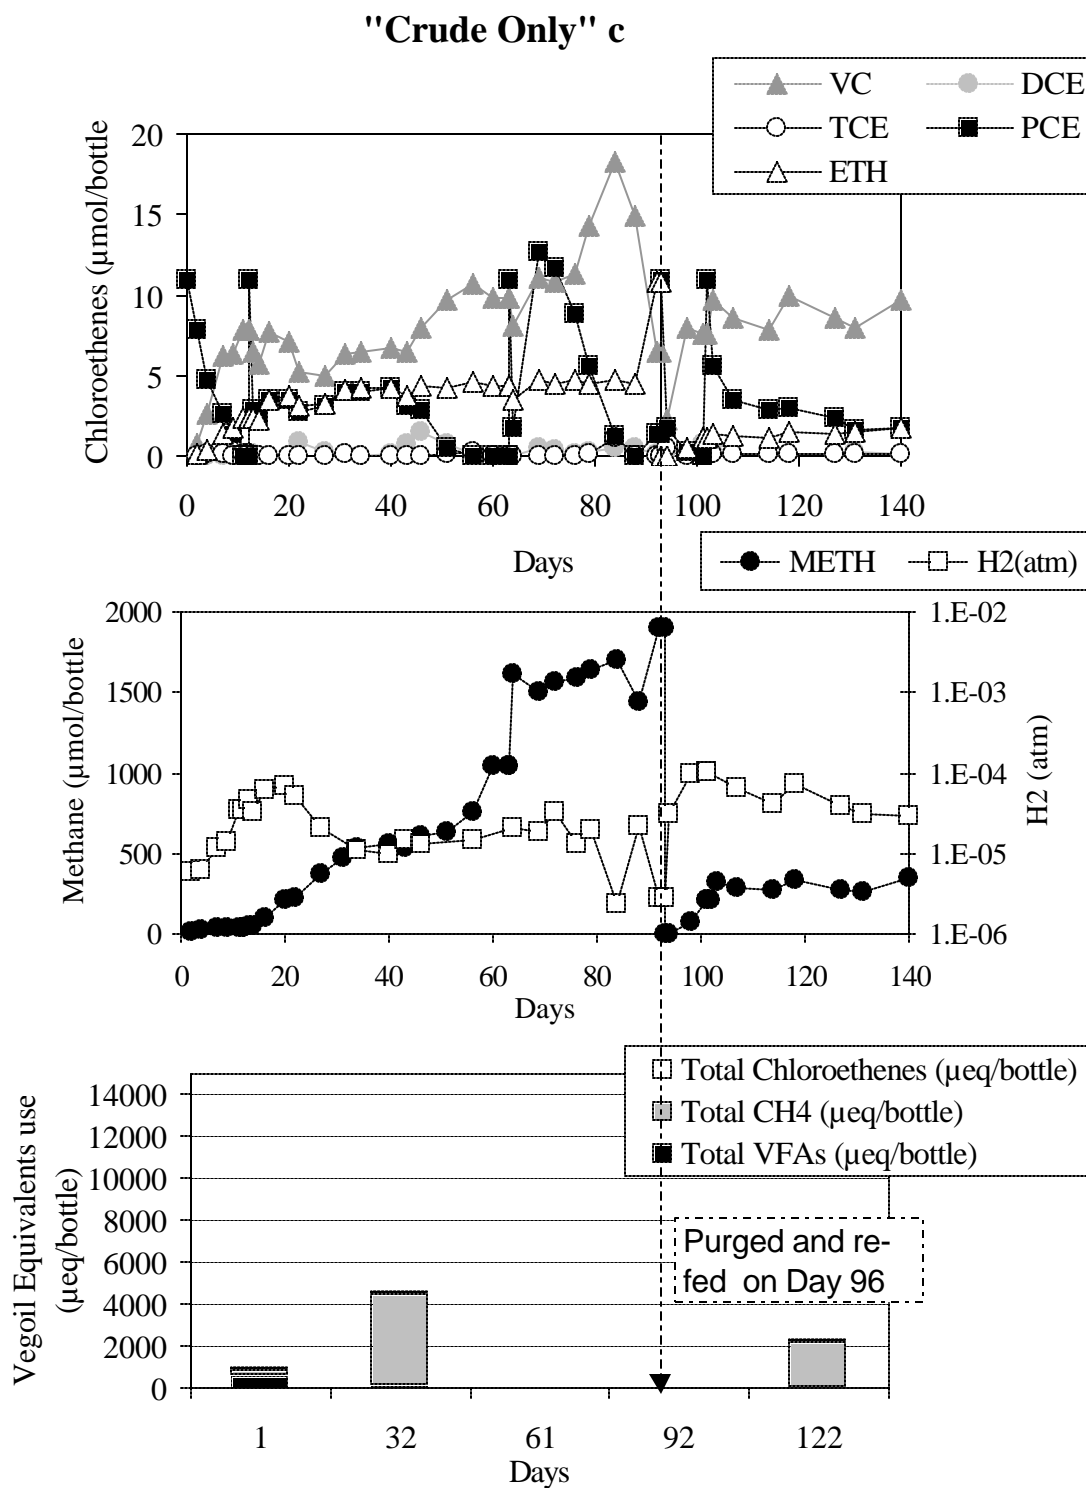 "Crude Only" c
VC DCE
TCE PCE
ETH
Chloroethenes (µmol/bottle)
20
15
10
5
0
0 20 40 60 80 100 120 140
Days
METH H2(atm)
Methane (µmol/bottle)
2000
1500
1000
500
0
1.E-02
1.E-03
1.E-04
1.E-05
1.E-06
H2 (atm)
0 20 40 60 80 100 120 140
Days
Total Chloroethenes (µeq/bottle)
Total CH4 (µeq/bottle)
Total VFAs (µeq/bottle)
Vegoil Equivalents use
(µeq/bottle)
14000
12000
10000
8000
6000
4000
2000
0
Purged and re-
fed on Day 96
1 32 61 92 122
Days